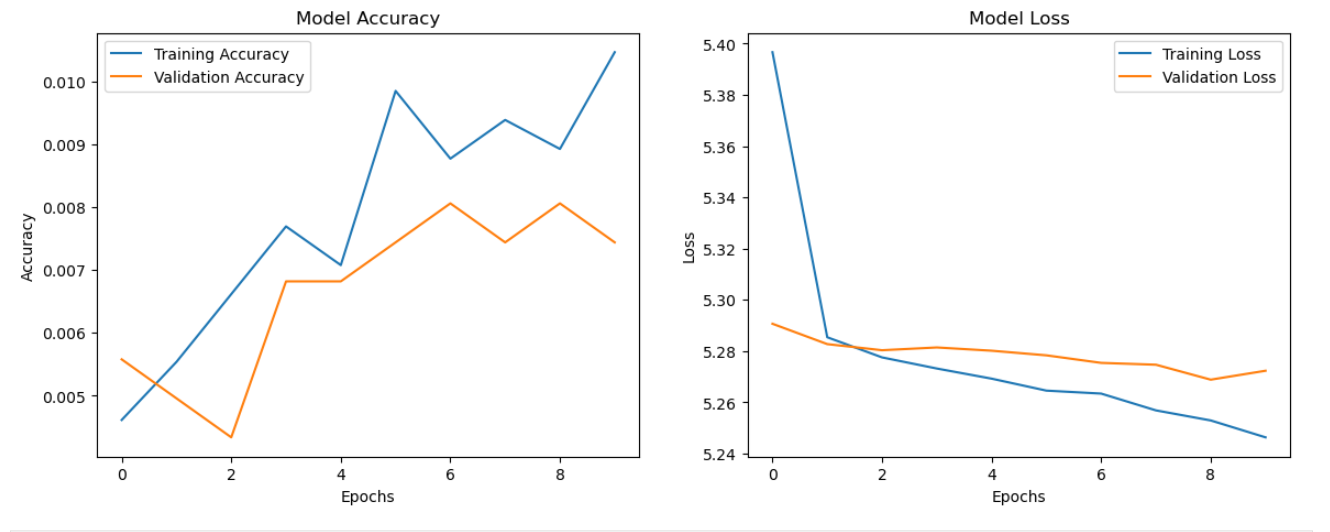 Model Accuracy
Training Accuracy
Validation Accuracy
0.010
0.009
0.008
0.007
0.006
0.005
Accuracy
0 2 4 6 8
Epochs
Model Loss
Training Loss
Validation Loss
5.40
5.38
5.36
5.34
5.32
5.30
5.28
5.26
5.24
Loss
0 2 4 6 8
Epochs